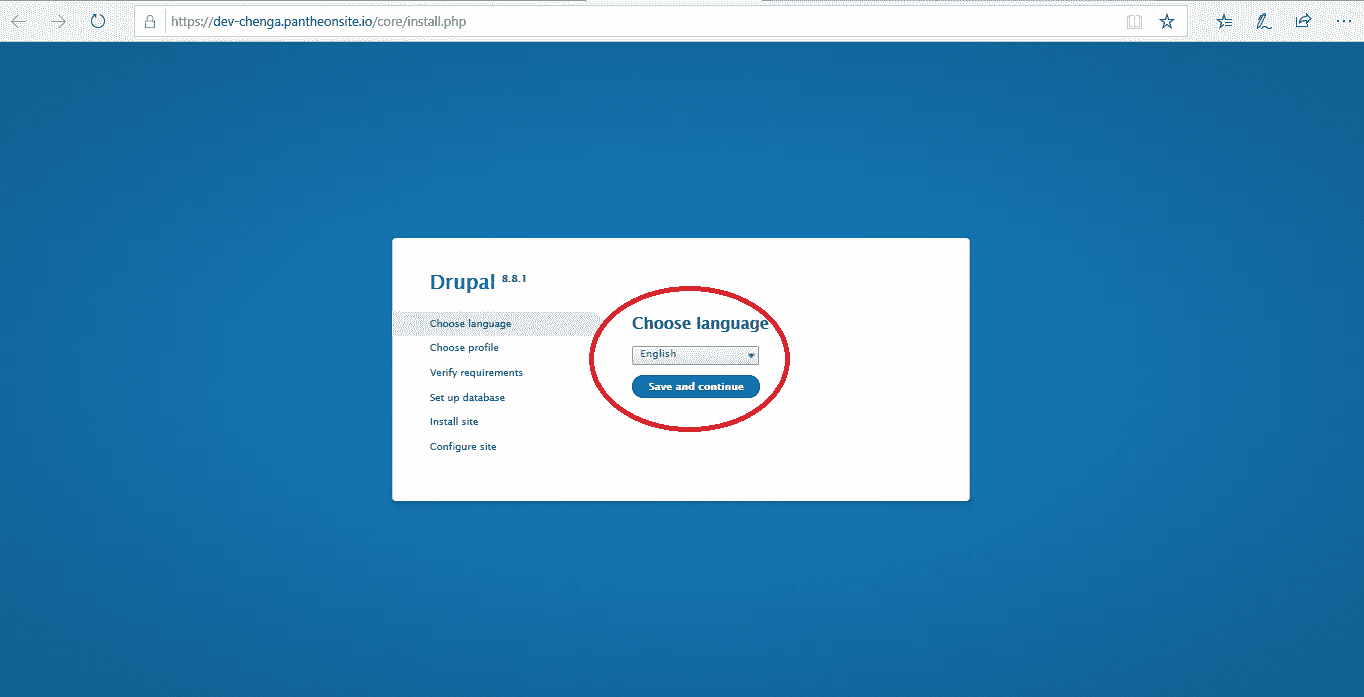 https://dev-chenga.pantheonsite.io/core/install.php
Drupal 8.8.1
Choose language
Choose profile
Verify requirements
Set up database
Install site
Configure site
Choose language
English
Save and continue